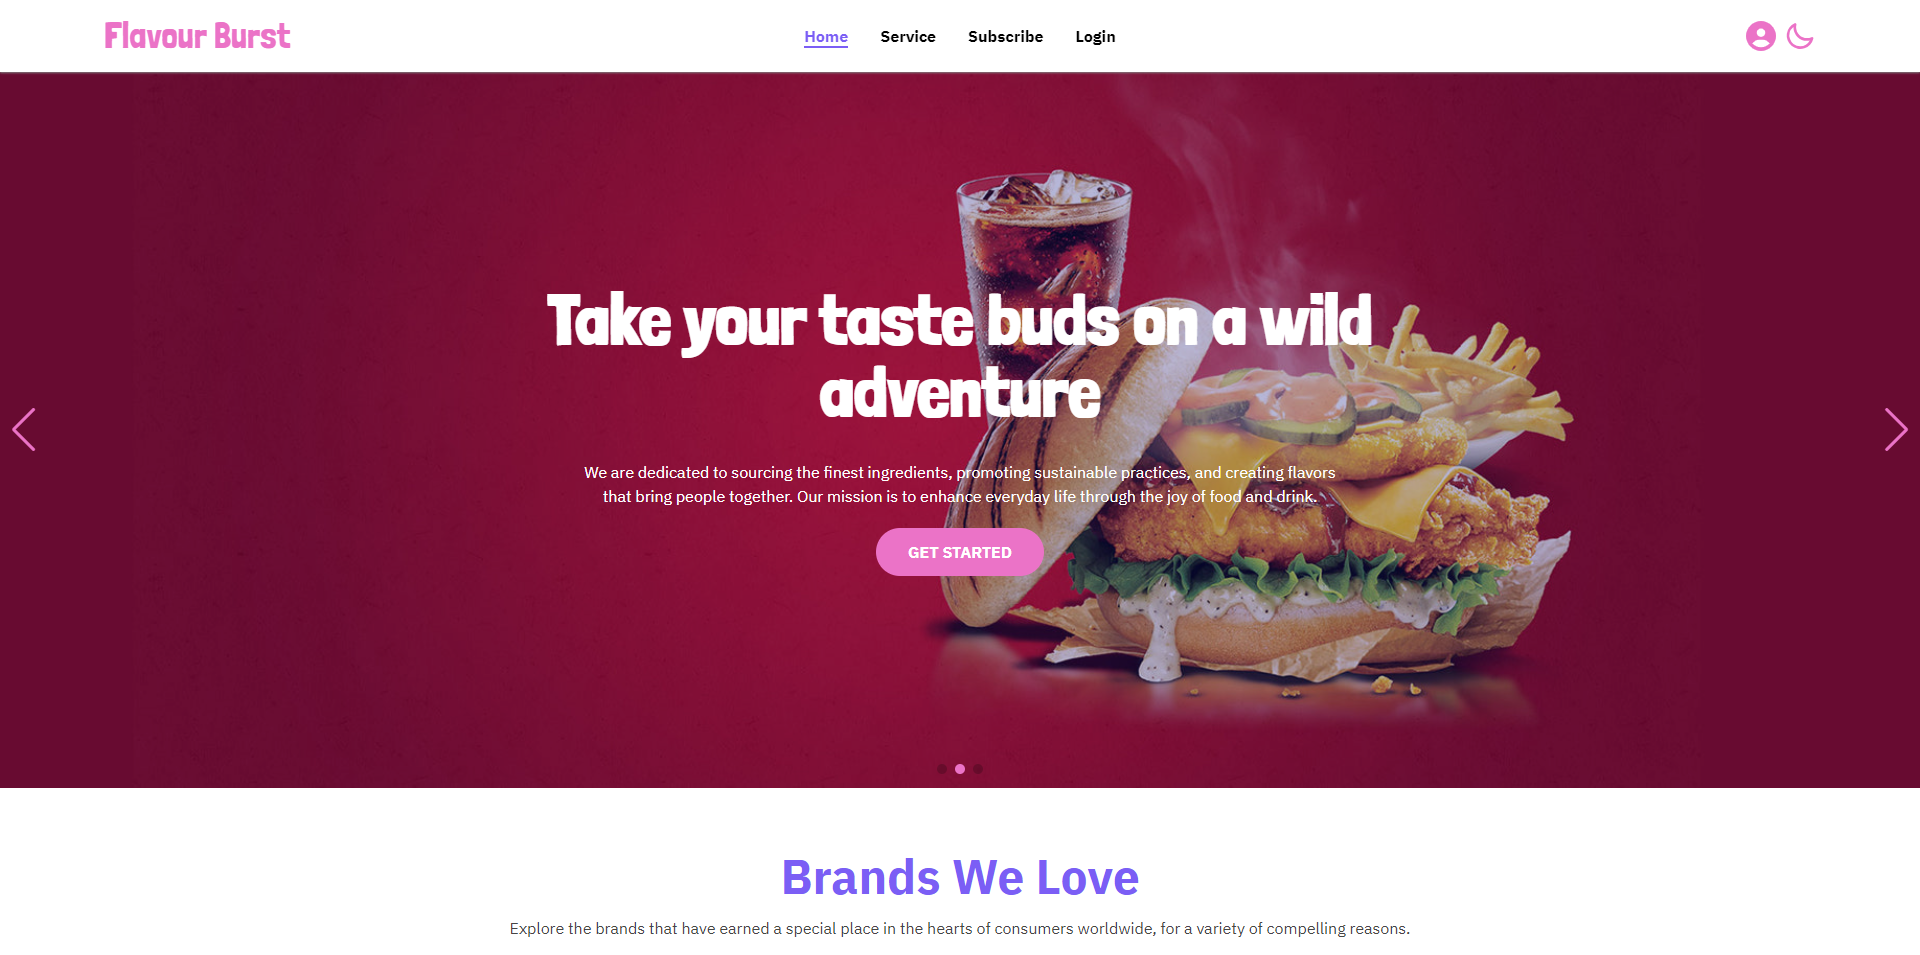 Flavour Burst
Home Service Subscribe Login
Take your taste buds on a wild
adventure
We are dedicated to sourcing the finest ingredients, promoting sustainable practices, and creating flavors
that bring people together. Our mission is to enhance everyday life through the joy of food and drink.
GET STARTED
Brands We Love
Explore the brands that have earned a special place in the hearts of consumers worldwide, for a variety of compelling reasons.